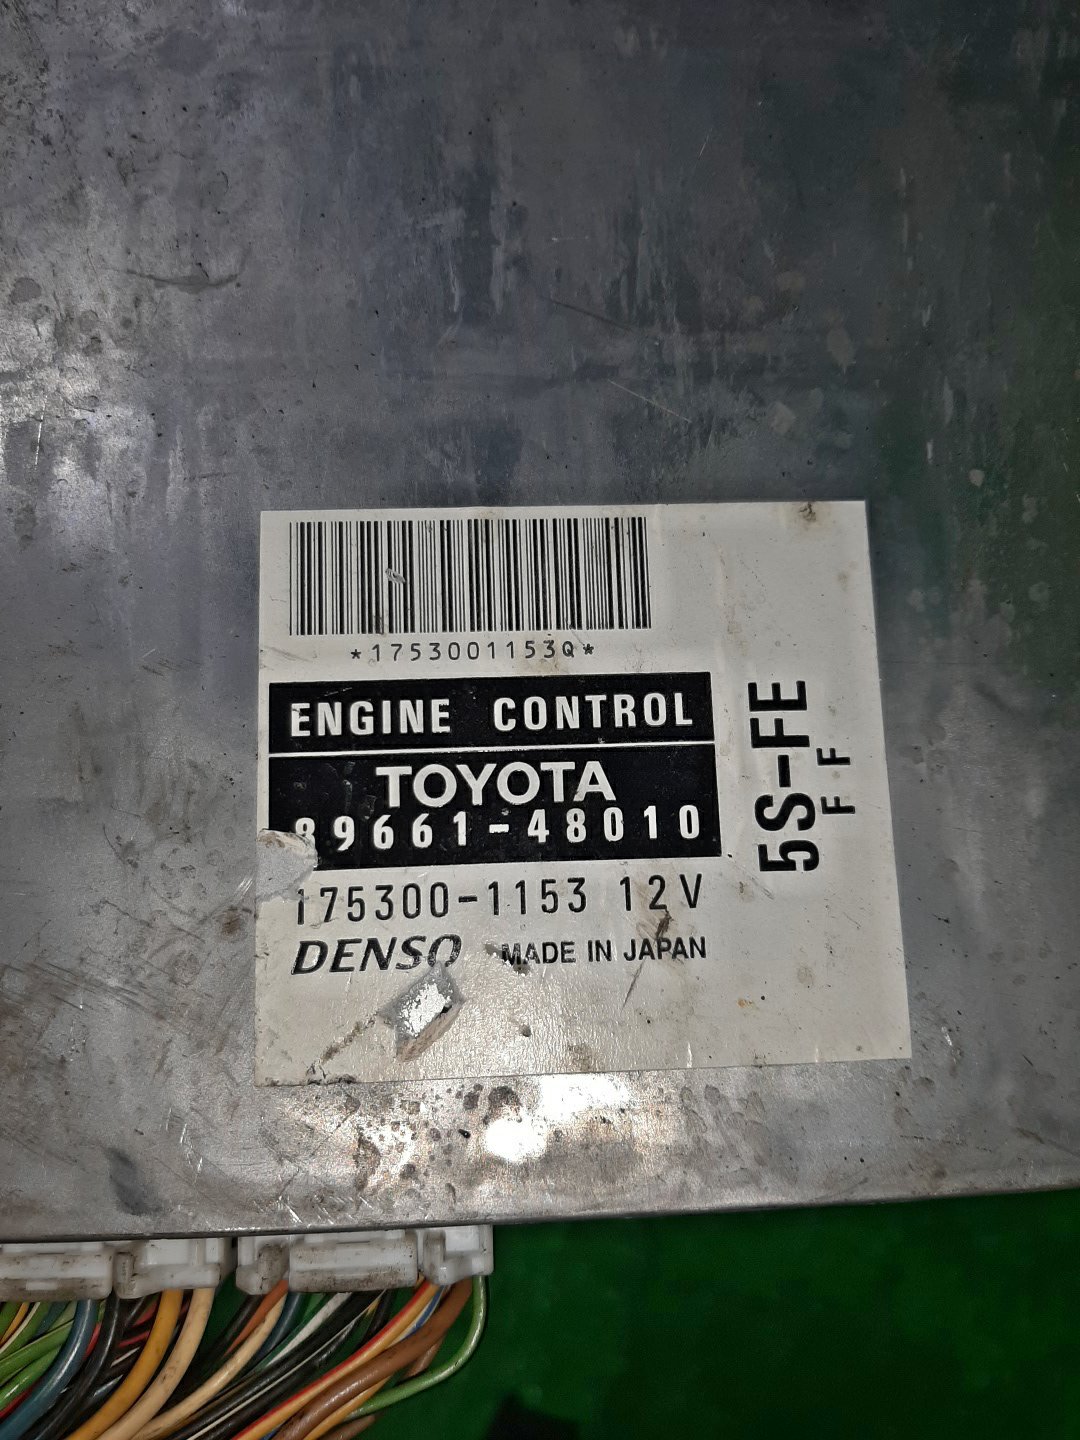 *1753001153Q*
ENGINE CONTROL
TOYOTA
89661-48010
175300-1153 12V
DENSO MADE IN JAPAN
5S-FE
F F